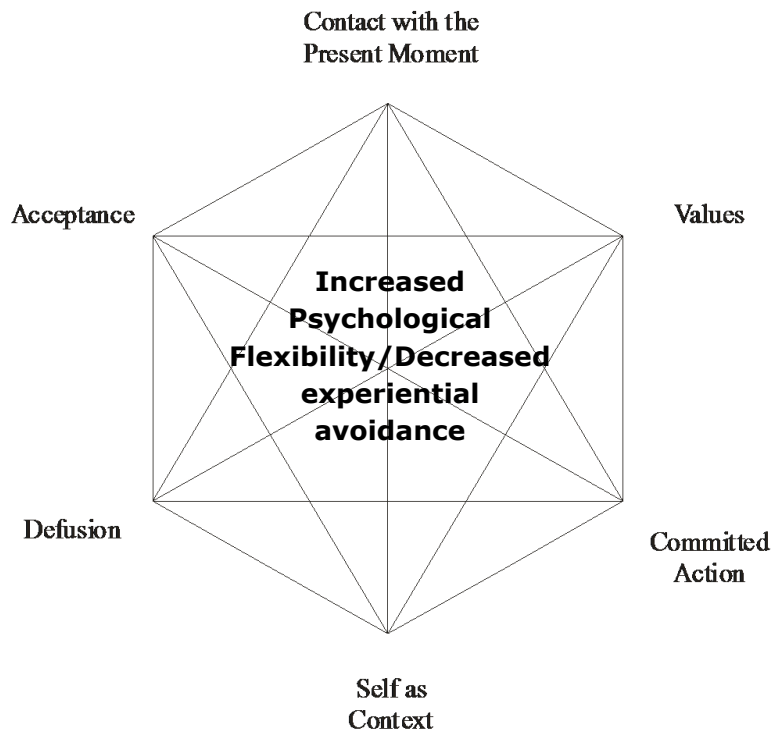 Contact with the
Present Moment
Acceptance
Values
Increased
Psychological
Flexibility/Decreased
experiential
avoidance
Defusion
Committed
Action
Self as
Context